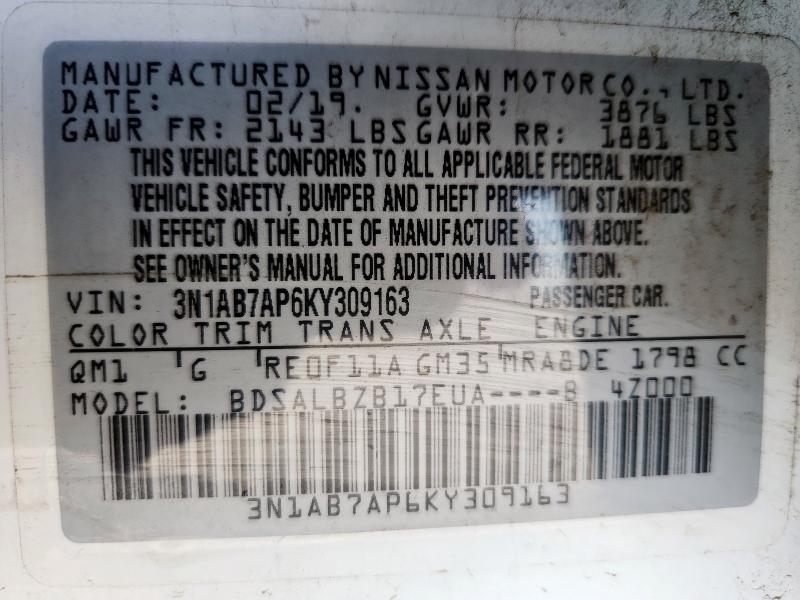 MANUFACTURED BY NISSAN MOTOR CO., LTD.
DATE: 02/19. GVWR: 3876 LBS
GAWR FR: 2143 LBS GAWR RR: 1881 LBS
THIS VEHICLE CONFORMS TO ALL APPLICABLE FEDERAL MOTOR
VEHICLE SAFETY, BUMPER AND THEFT PREVENTION STANDARDS
IN EFFECT ON THE DATE OF MANUFACTURE SHOWN ABOVE.
SEE OWNER'S MANUAL FOR ADDITIONAL INFORMATION.
VIN: 3N1AB7AP6KY309163 PASSENGER CAR.
COLOR TRIM TRANS AXLE ENGINE
QM1 G RE0F11A GM35 MRA8DE 1798 CC
MODEL: BDSALBZB17EUA----B 4Z000
3N1AB7AP6KY309163